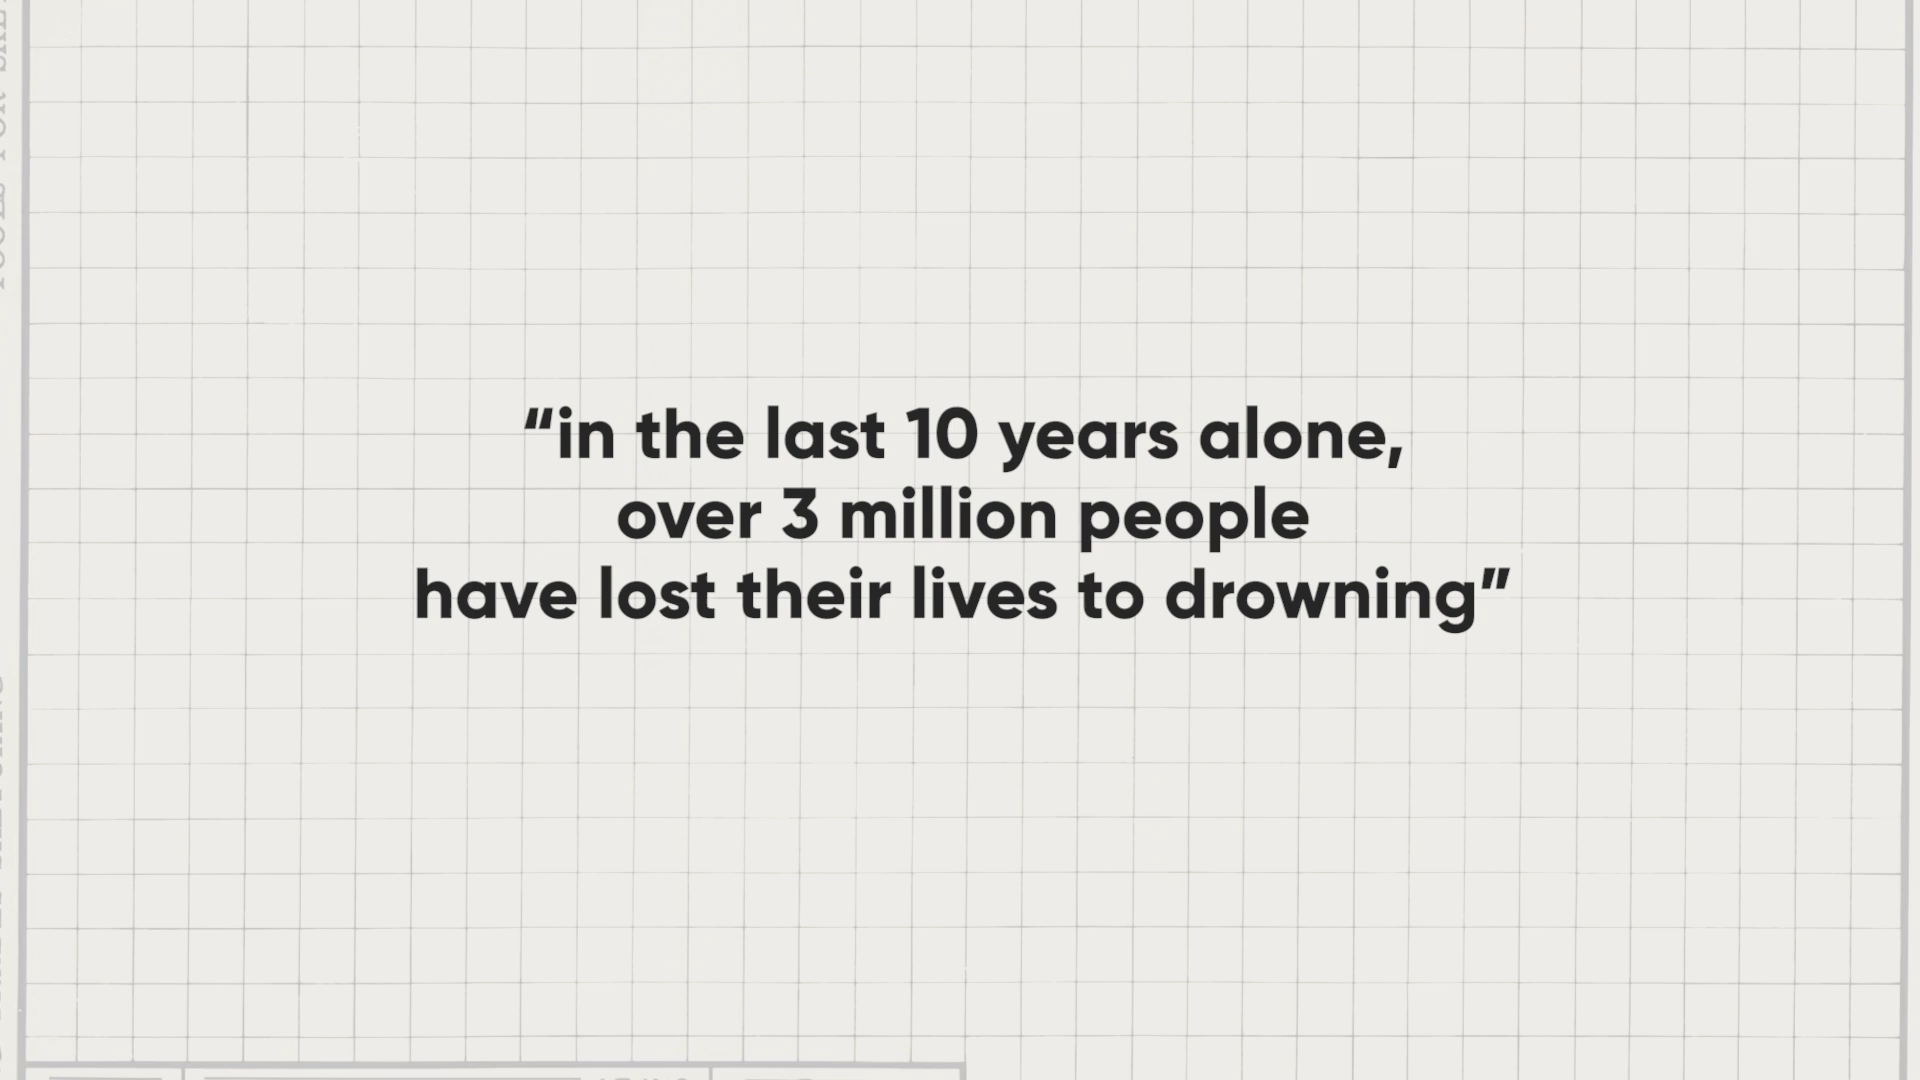 “in the last 10 years alone,
over 3 million people
have lost their lives to drowning”